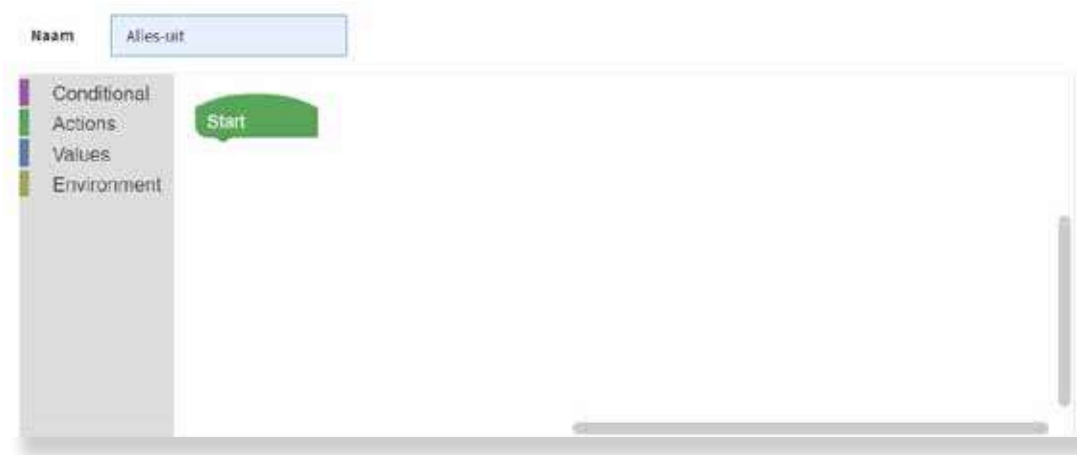 Naam Alles-uit
Conditional
Actions
Values
Environment
Start